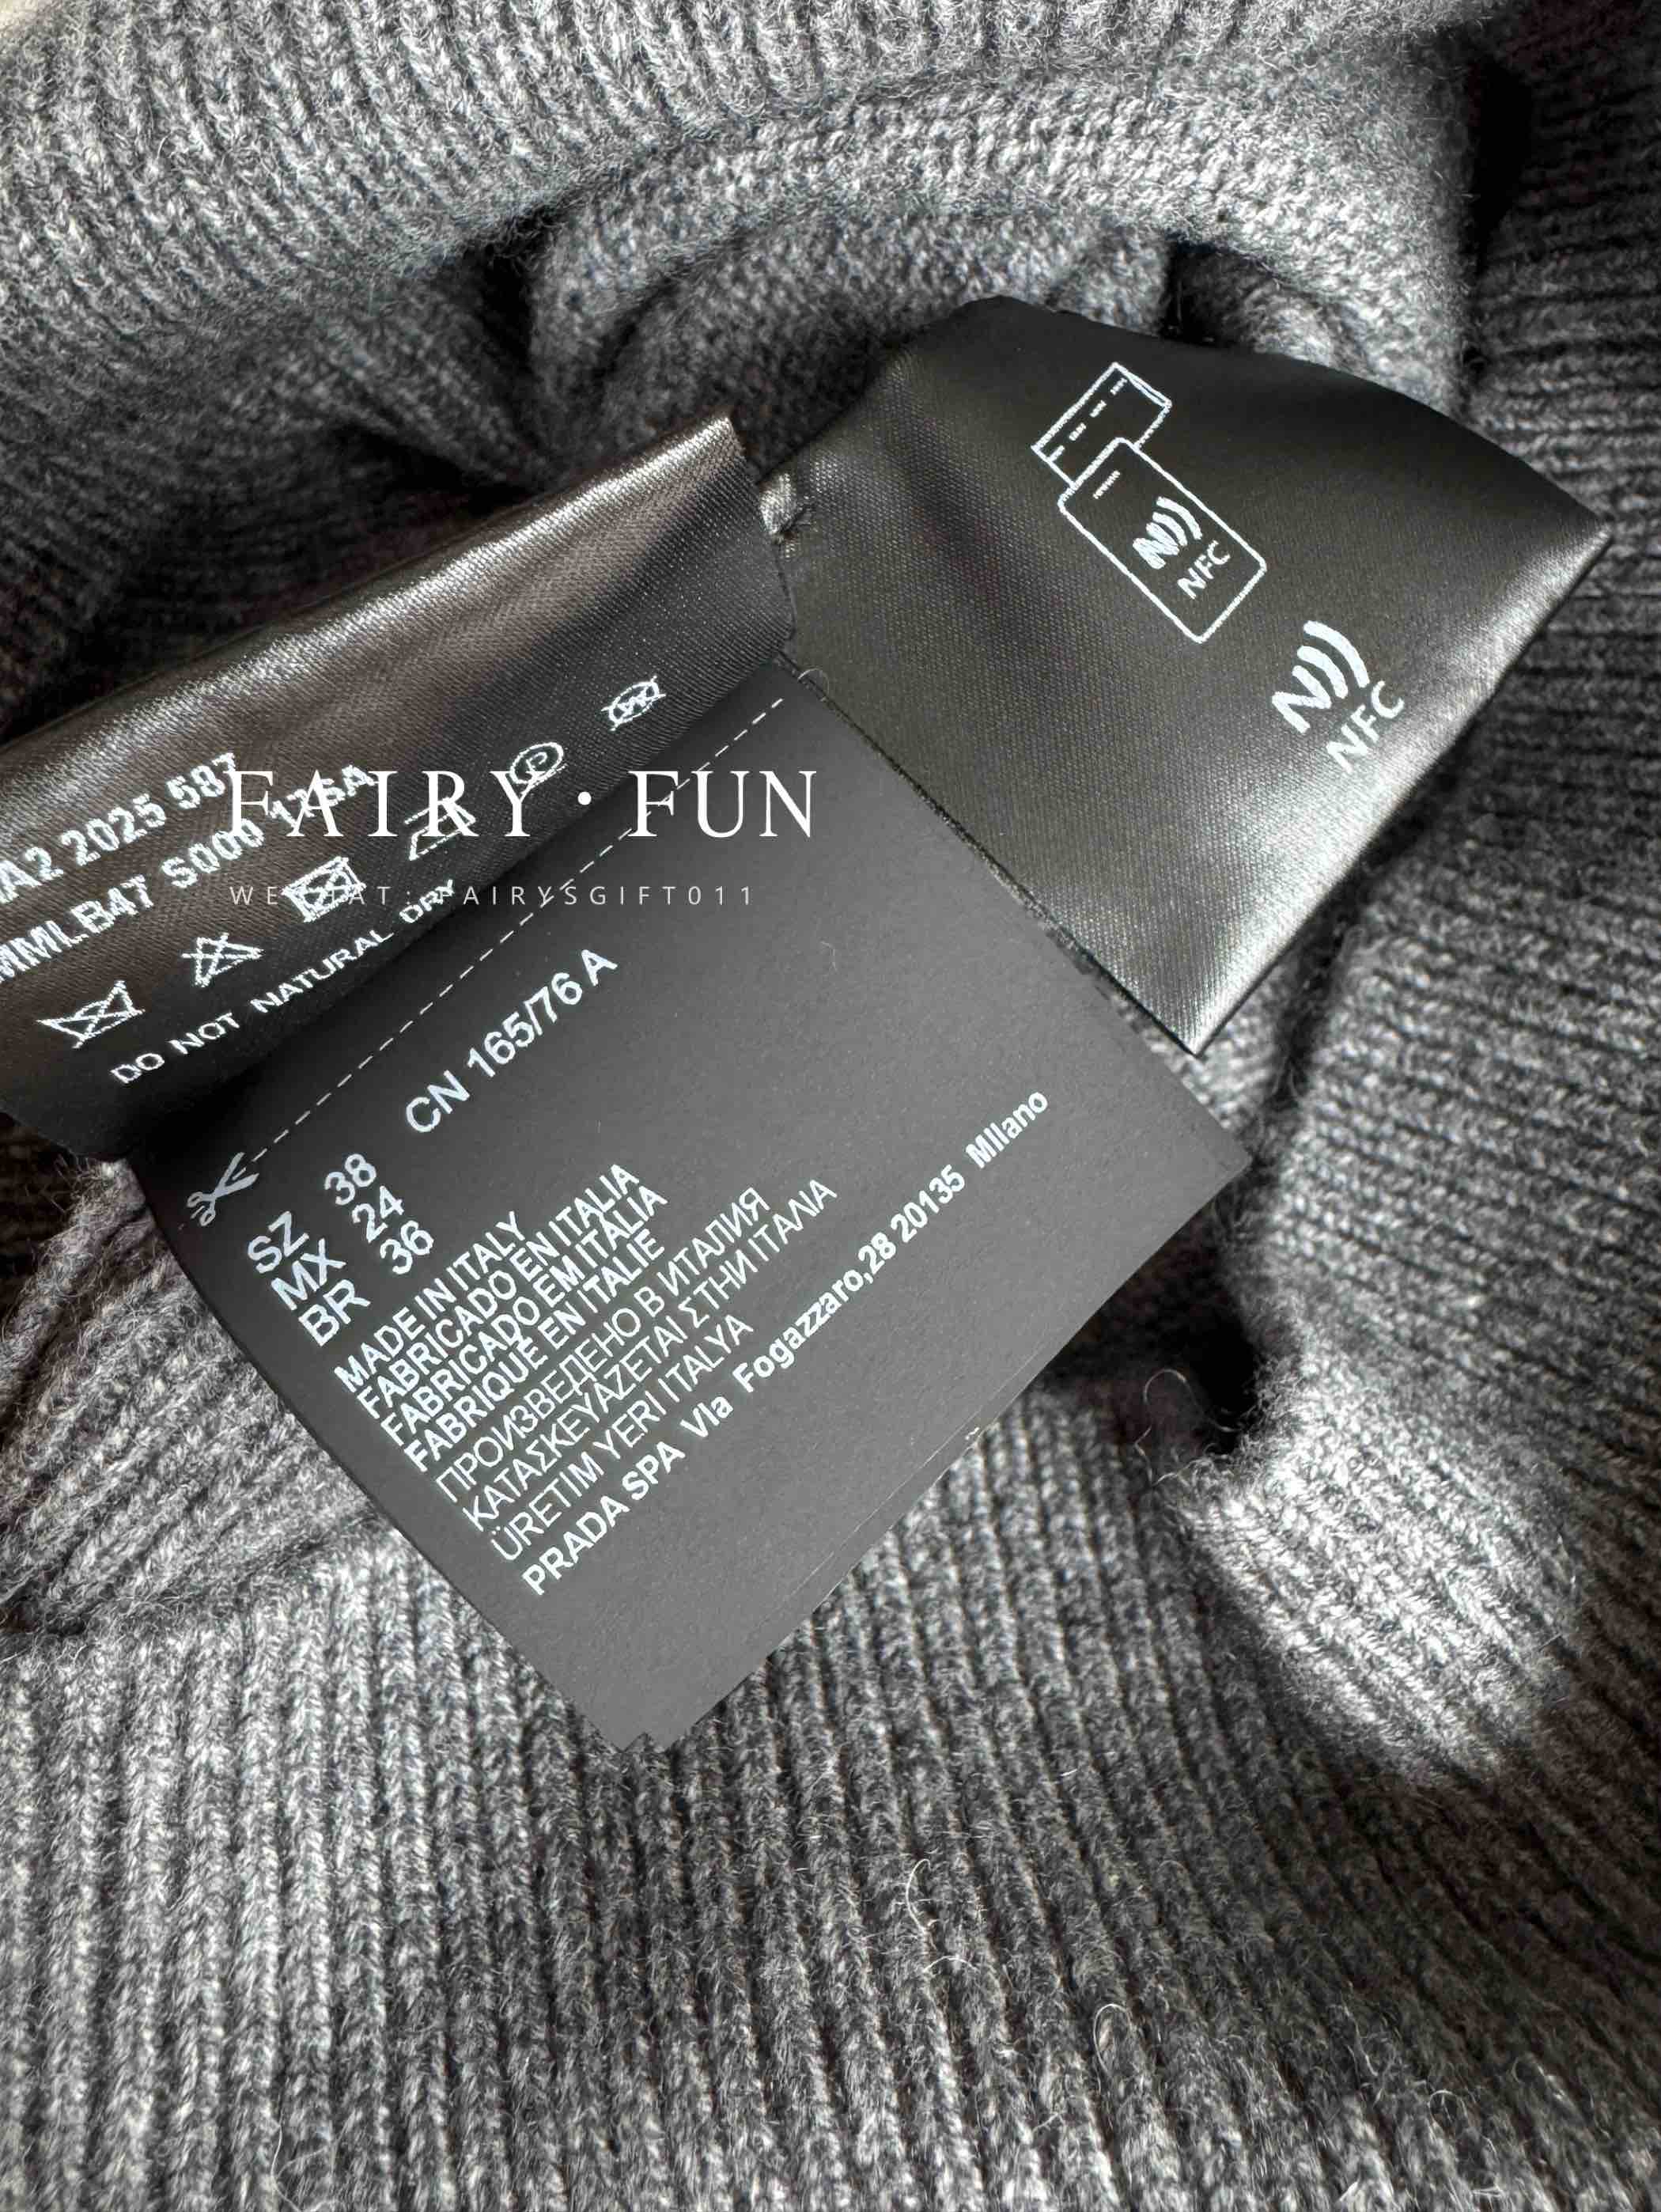 A2 2025 587
MMLB47 S000
DO NOT NATURAL DRY
FAIRY·FUN
WECHAT:FAIRYSGIFT011
CN 165/76 A
SZ 38
MX 24
BR 36
MADE IN ITALY
FABRICADO EN ITALIA
FABRICADO EM ITÁLIA
FABRIQUÉ EN ITALIE
ПРОИЗВЕДЕНО В ИТАЛИЯ
ΚΑΤΑΣΚΕΥΑΖΕΤΑΙ ΣΤΗΝ ΙΤΑΛΙΑ
ÜRETIM YERI ITALYA
PRADA SPA VIa Fogazzaro,28 20135 MIlano
NFC
NFC